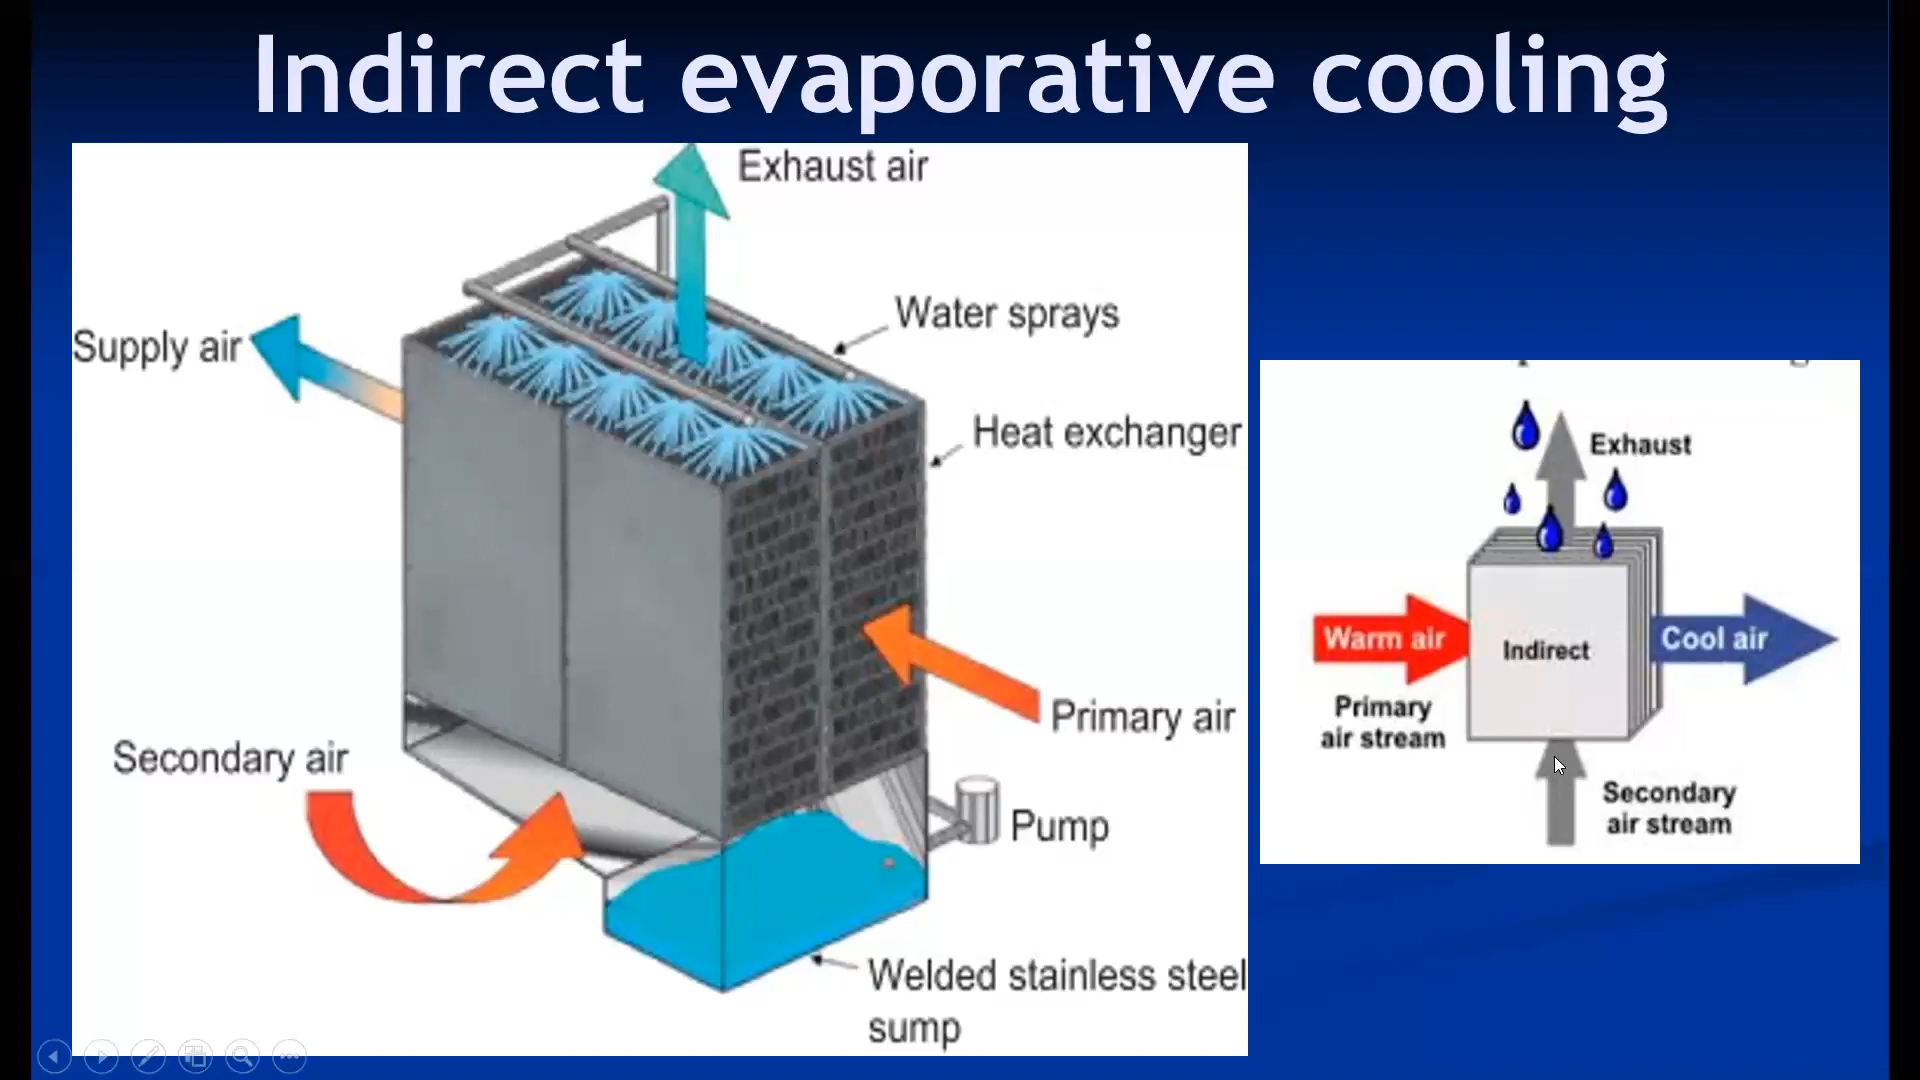 Indirect evaporative cooling
Exhaust air
Water sprays
Supply air
Heat exchanger
Primary air
Secondary air
Pump
Welded stainless steel
sump
Exhaust
Warm air
Indirect
Cool air
Primary
air stream
Secondary
air stream